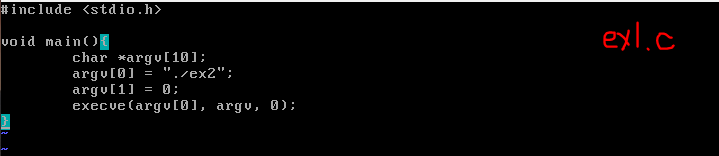 #include <stdio.h>
ex1.c
void main(){
        char *argv[10];
        argv[0] = "./ex2";
        argv[1] = 0;
        execve(argv[0], argv, 0);
}
~
~